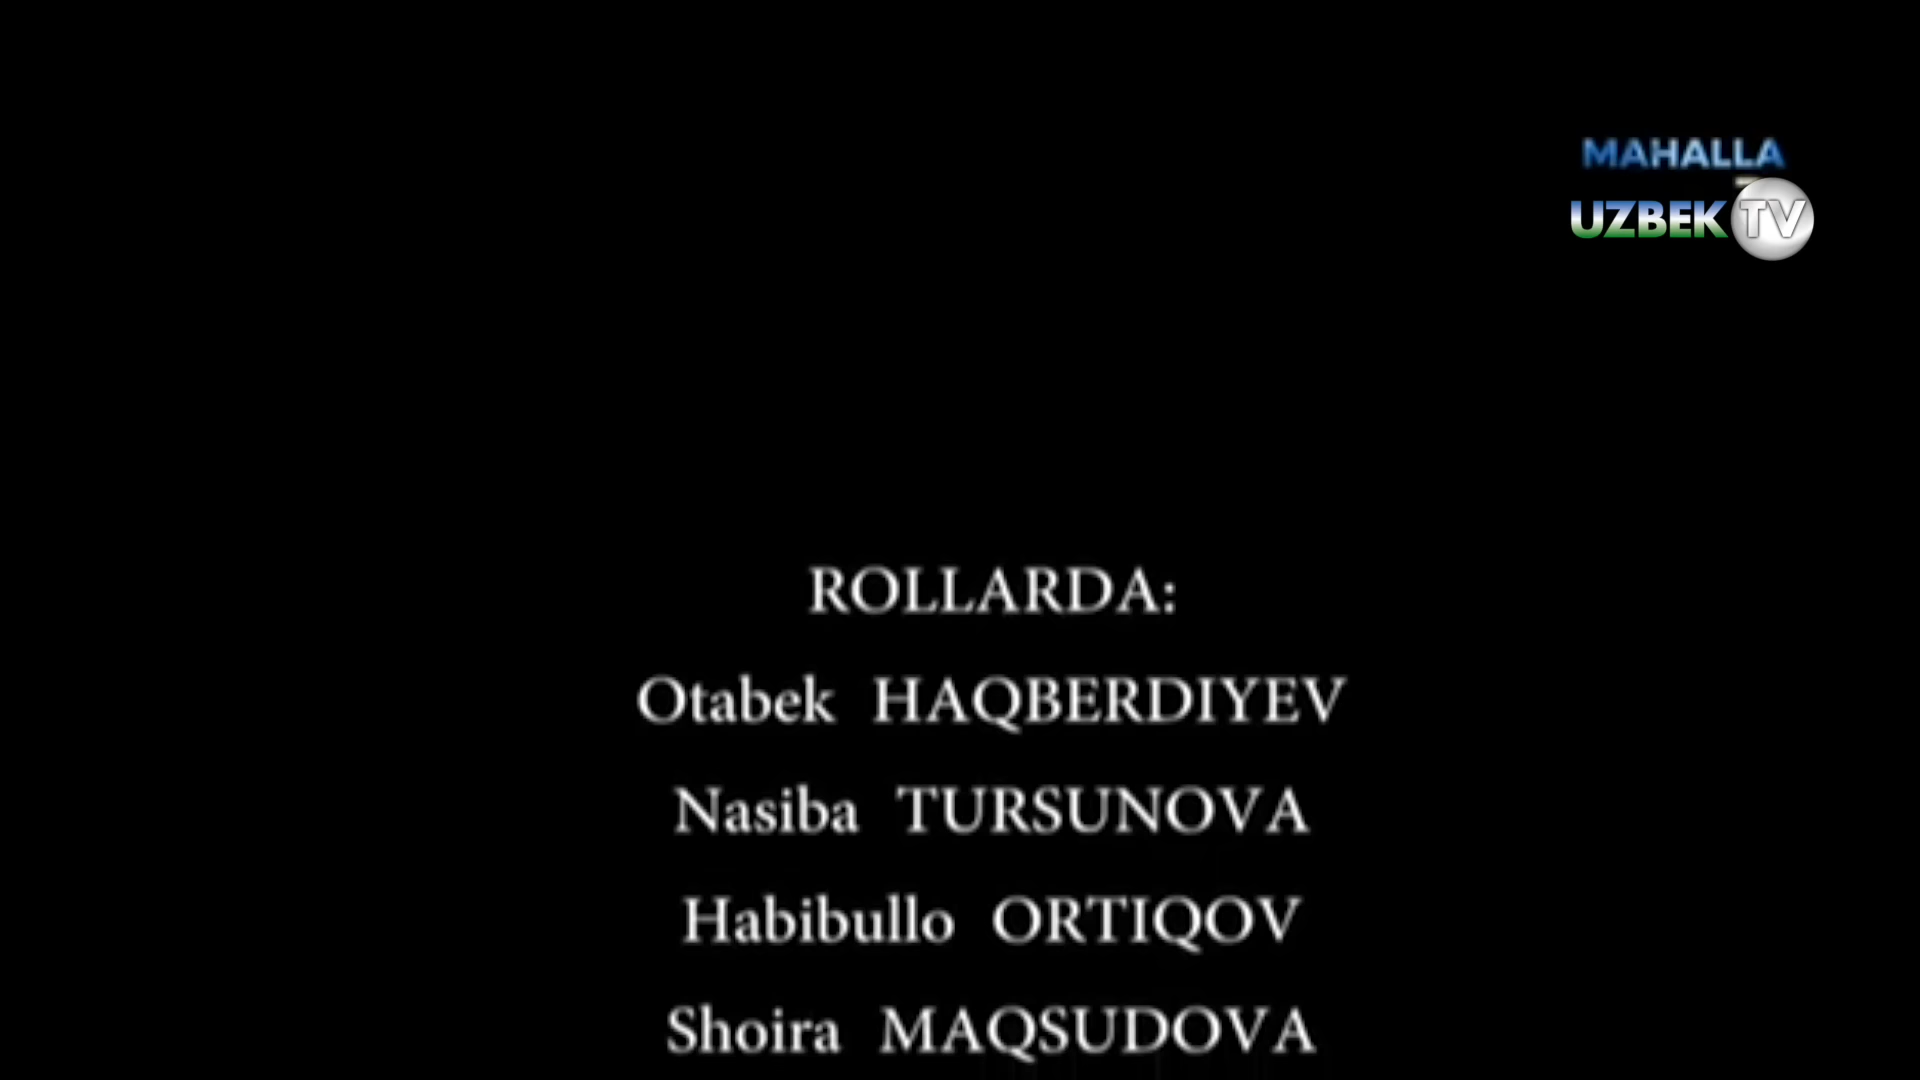 MAHALLA
UZBEK TV
ROLLARDA:
Otabek HAQBERDIYEV
Nasiba TURSUNOVA
Habibullo ORTIQOV
Shoira MAQSUDOVA